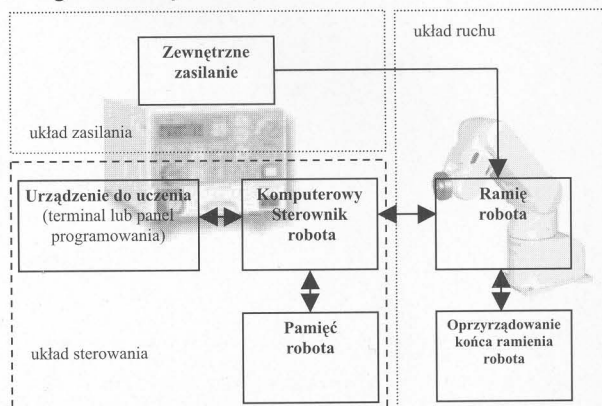 układ ruchu
Zewnętrzne
zasilanie
układ zasilania
Urządzenie do uczenia
(terminal lub panel
programowania)
Komputerowy
Sterownik
robota
Ramię
robota
Pamięć
robota
Oprzyrządowanie
końca ramienia
robota
układ sterowania